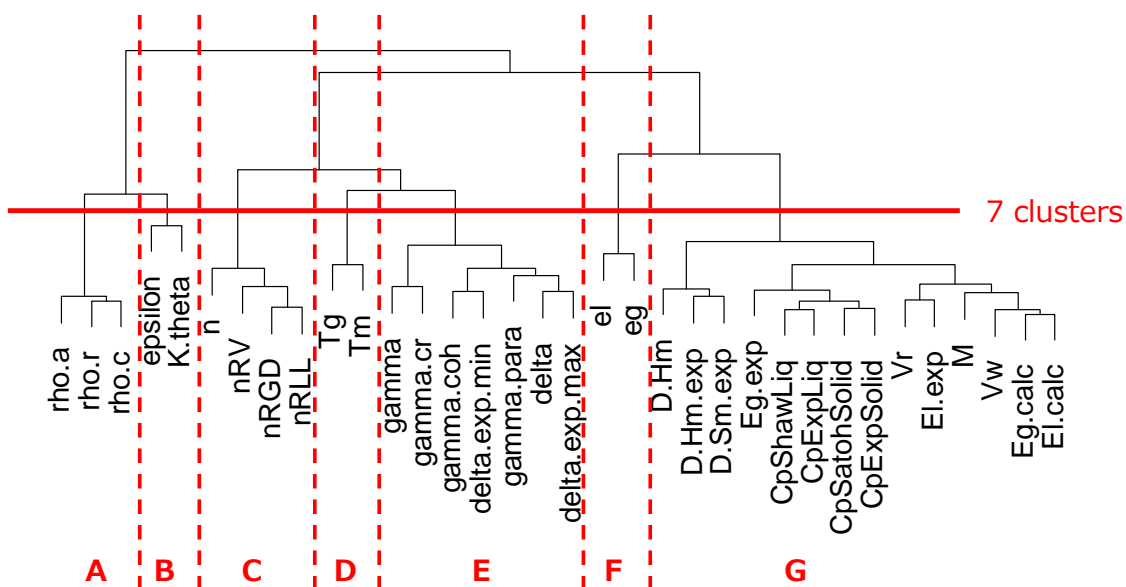 7 clusters
rho.a
rho.r
rho.c
epsilon
K.theta
n
nRV
nRGD
nRLL
Tg
Tm
gamma
gamma.cr
gamma.coh
delta.exp.min
gamma.para
delta
delta.exp.max
el
eg
D.Hm
D.Hm.exp
D.Sm.exp
Eg.exp
CpShawLiq
CpExpLiq
CpSatohSolid
CpExpSolid
Vr
El.exp
M
Vw
Eg.calc
El.calc
A B C D E F G